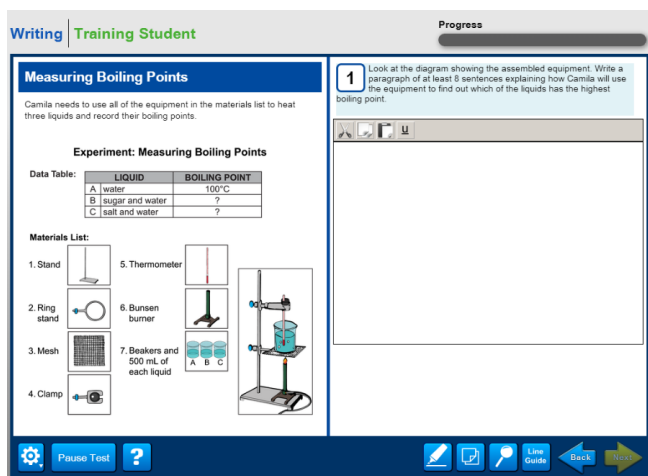 Writing Training Student
Progress
Measuring Boiling Points
Camila needs to use all of the equipment in the materials list to heat
three liquids and record their boiling points.
Experiment: Measuring Boiling Points
Data Table:
LIQUID BOILING POINT
A water 100°C
B sugar and water ?
C salt and water ?
Materials List:
1. Stand
5. Thermometer
2. Ring
stand
6. Bunsen
burner
3. Mesh
7. Beakers and
500 mL of
each liquid
A B C
4. Clamp
1 Look at the diagram showing the assembled equipment. Write a
paragraph of at least 8 sentences explaining how Camila will use
the equipment to find out which of the liquids has the highest
boiling point.
U
Pause Test
?
Line
Guide
Back
Next